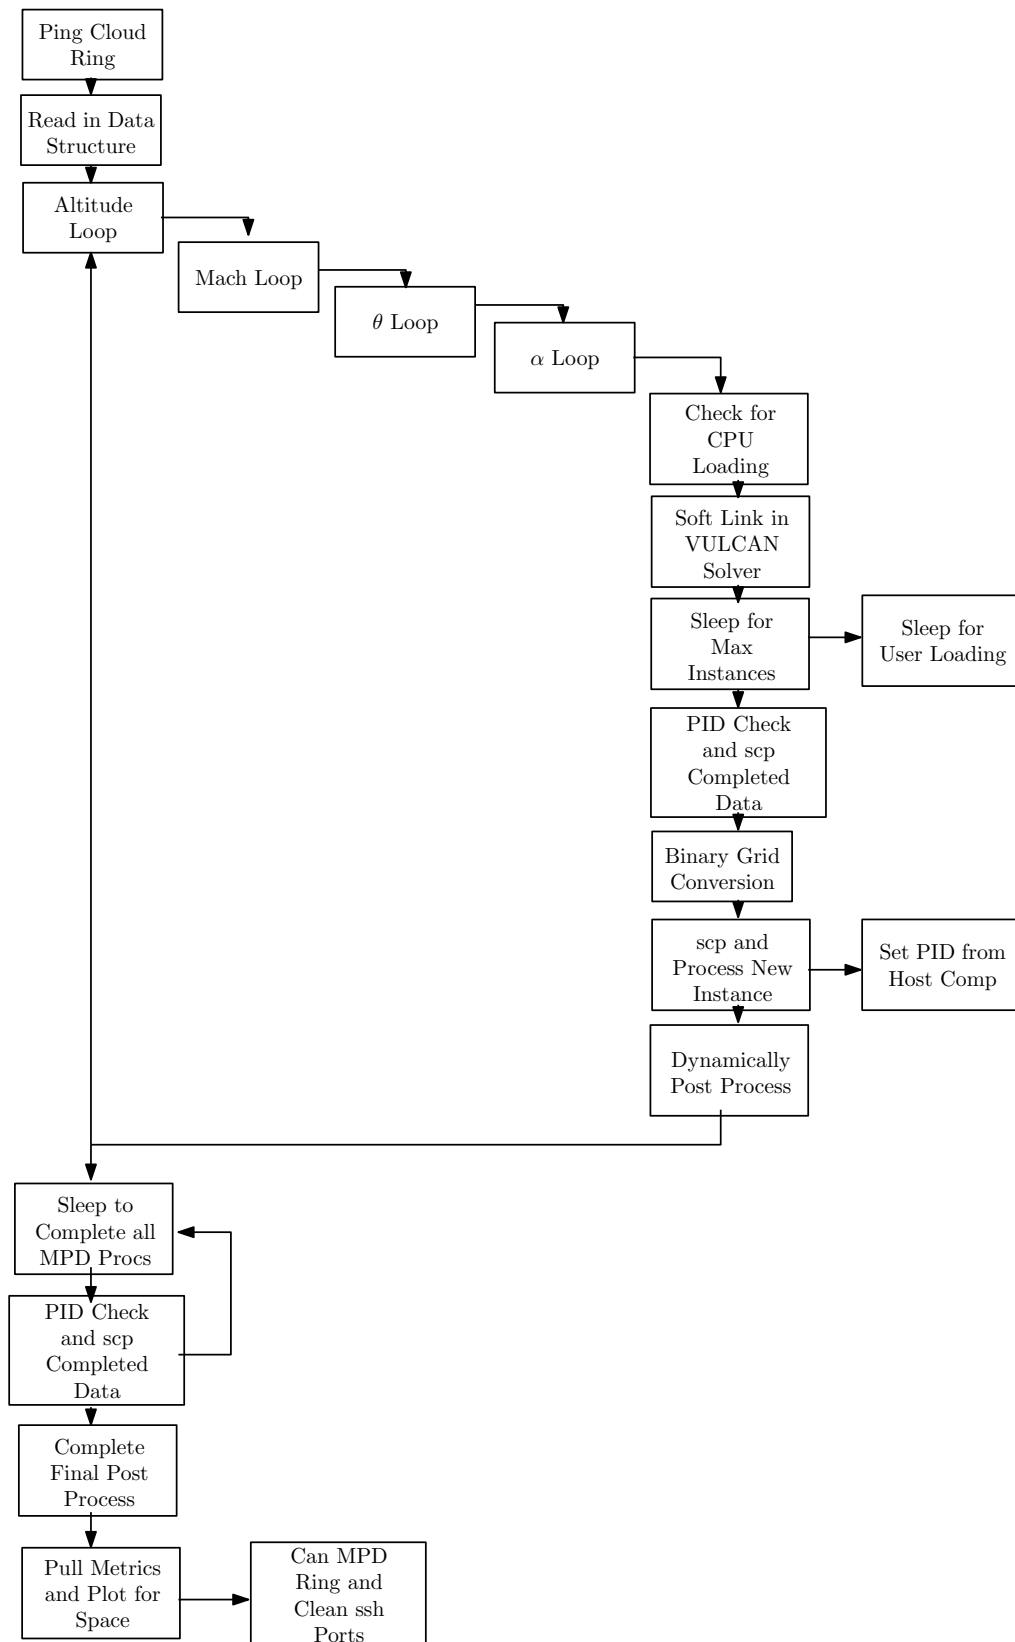 Ping Cloud
Ring
Read in Data
Structure
Altitude
Loop
Mach Loop
θ Loop
α Loop
Check for
CPU
Loading
Soft Link in
VULCAN
Solver
Sleep for
Max
Instances
Sleep for
User Loading
PID Check
and scp
Completed
Data
Binary Grid
Conversion
scp and
Process New
Instance
Set PID from
Host Comp
Dynamically
Post Process
Sleep to
Complete all
MPD Procs
PID Check
and scp
Completed
Data
Complete
Final Post
Process
Pull Metrics
and Plot for
Space
Can MPD
Ring and
Clean ssh
Ports